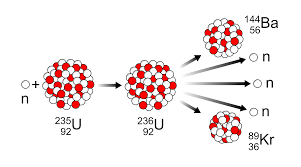 n + ²³⁵₉₂U ²³⁶₉₂U
¹⁴⁴₅₆Ba
n
n
n
⁸⁹₃₆Kr